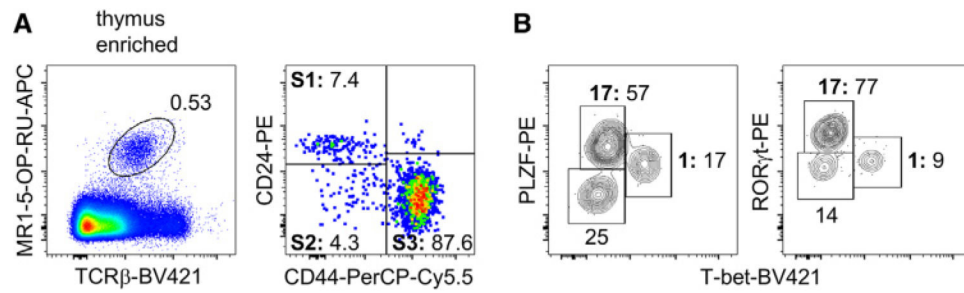 A
thymus
enriched
MR1-5-OP-RU-APC
0.53
TCRβ-BV421
CD24-PE
S1: 7.4
S2: 4.3
S3: 87.6
CD44-PerCP-Cy5.5
B
PLZF-PE
17: 57
1: 17
25
RORγt-PE
17: 77
1: 9
14
T-bet-BV421